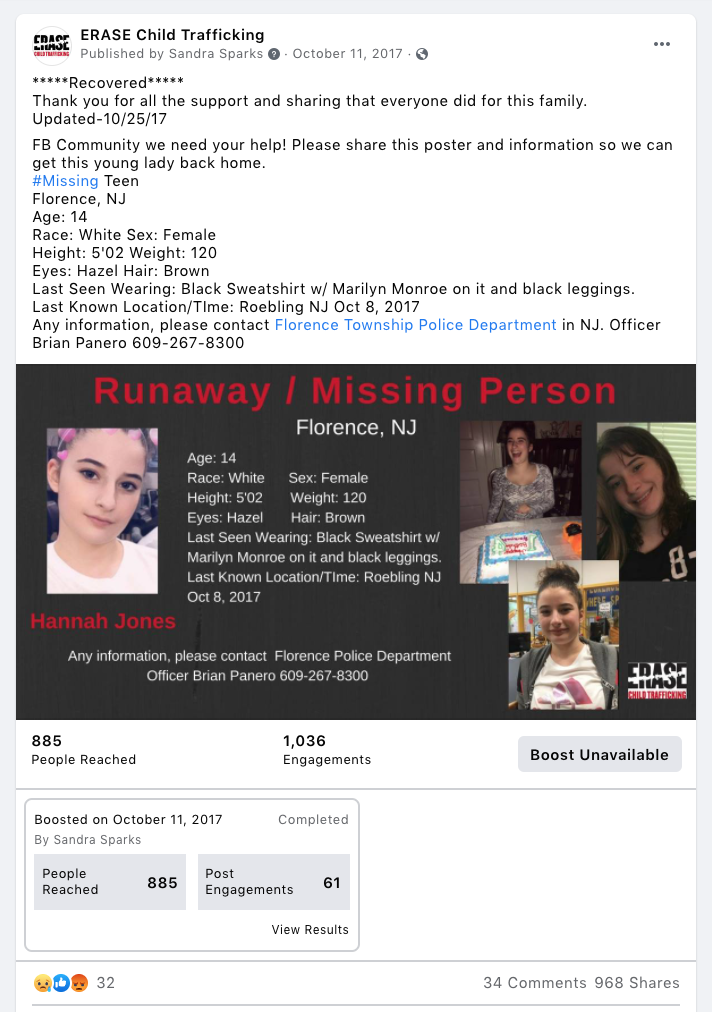 ERASE
CHILD TRAFFICKING
ERASE Child Trafficking
Published by Sandra Sparks ? · October 11, 2017 ·
*****Recovered*****
Thank you for all the support and sharing that everyone did for this family.
Updated-10/25/17
FB Community we need your help! Please share this poster and information so we can
get this young lady back home.
#Missing Teen
Florence, NJ
Age: 14
Race: White Sex: Female
Height: 5'02 Weight: 120
Eyes: Hazel Hair: Brown
Last Seen Wearing: Black Sweatshirt w/ Marilyn Monroe on it and black leggings.
Last Known Location/TIme: Roebling NJ Oct 8, 2017
Any information, please contact Florence Township Police Department in NJ. Officer
Brian Panero 609-267-8300
Runaway / Missing Person
Florence, NJ
Age: 14
Race: White Sex: Female
Height: 5'02 Weight: 120
Eyes: Hazel Hair: Brown
Last Seen Wearing: Black Sweatshirt w/
Marilyn Monroe on it and black leggings.
Last Known Location/TIme: Roebling NJ
Oct 8, 2017
Hannah Jones
Any information, please contact Florence Police Department
Officer Brian Panero 609-267-8300
ERASE
CHILD TRAFFICKING
885
People Reached
1,036
Engagements
Boost Unavailable
Boosted on October 11, 2017 Completed
By Sandra Sparks
People
Reached
885
Post
Engagements
61
View Results
32
34 Comments 968 Shares